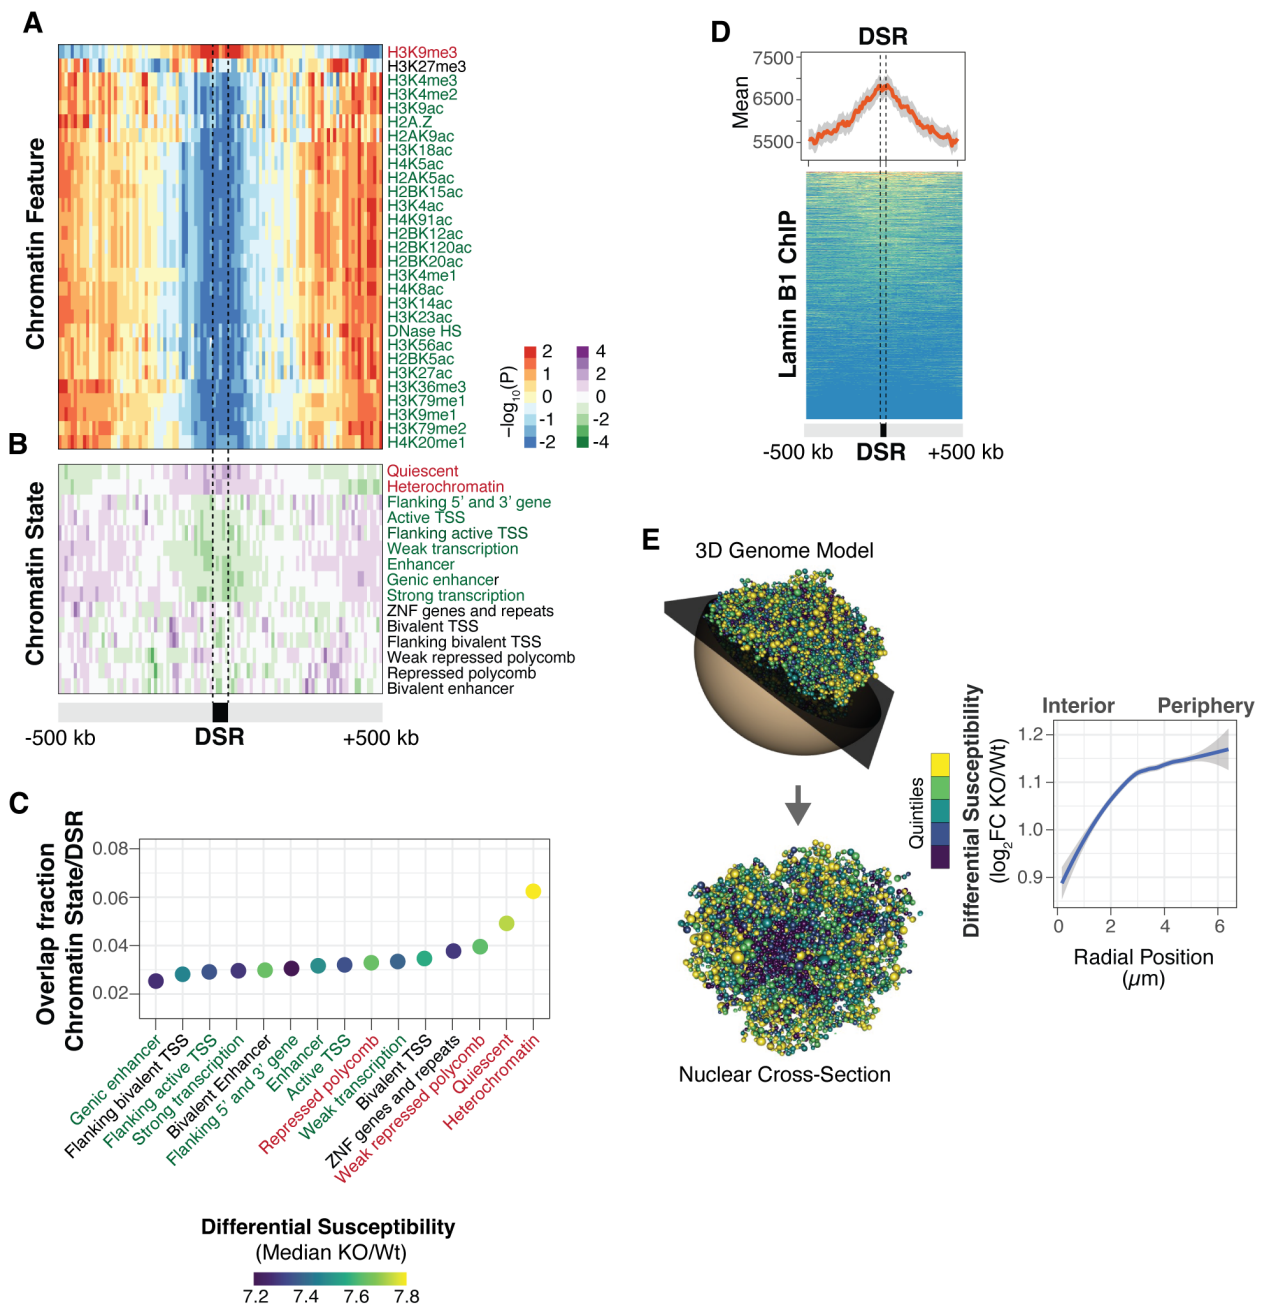 A
H3K9me3
H3K27me3
H3K4me3
H3K4me2
H3K9ac
H2A.Z
H2AK9ac
H3K18ac
H4K5ac
H2AK5ac
H2BK15ac
H3K4ac
H4K91ac
H2BK12ac
H2BK120ac
H2BK20ac
H3K4me1
H4K8ac
H3K14ac
H3K23ac
DNase HS
H3K56ac
H2BK5ac
H3K27ac
H3K36me3
H3K79me1
H3K9me1
H3K79me2
H4K20me1
Chromatin Feature
−log10(P)
2
1
0
-1
-2
4
2
0
-2
-4
B
Chromatin State
Quiescent
Heterochromatin
Flanking 5’ and 3’ gene
Active TSS
Flanking active TSS
Weak transcription
Enhancer
Genic enhancer
Strong transcription
ZNF genes and repeats
Bivalent TSS
Flanking bivalent TSS
Weak repressed polycomb
Repressed polycomb
Bivalent enhancer
-500 kb
DSR
+500 kb
C
Overlap fraction
Chromatin State/DSR
0.08
0.06
0.04
0.02
Genic enhancer
Flanking bivalent TSS
Flanking active TSS
Strong transcription
Bivalent Enhancer
Flanking 5’ and 3’ gene
Enhancer
Active TSS
Repressed polycomb
Weak transcription
Bivalent TSS
ZNF genes and repeats
Weak repressed polycomb
Quiescent
Heterochromatin
Differential Susceptibility
(Median KO/Wt)
7.2 7.4 7.6 7.8
D
DSR
Mean
7500
6500
5500
Lamin B1 ChIP
-500 kb
DSR
+500 kb
E
3D Genome Model
Nuclear Cross-Section
Quintiles
Differential Susceptibility
(log2FC KO/Wt)
Interior
Periphery
1.2
1.1
1.0
0.9
0 2 4 6
Radial Position
(µm)